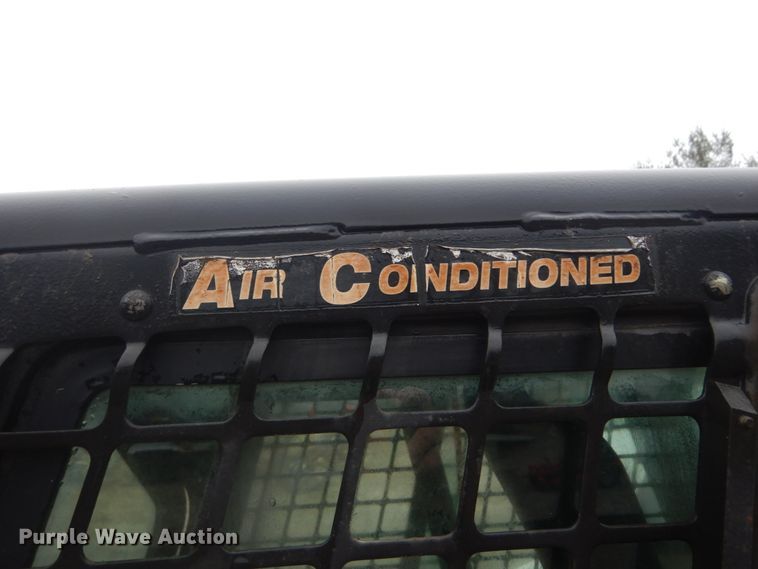 AIR CONDITIONED
Purple Wave Auction